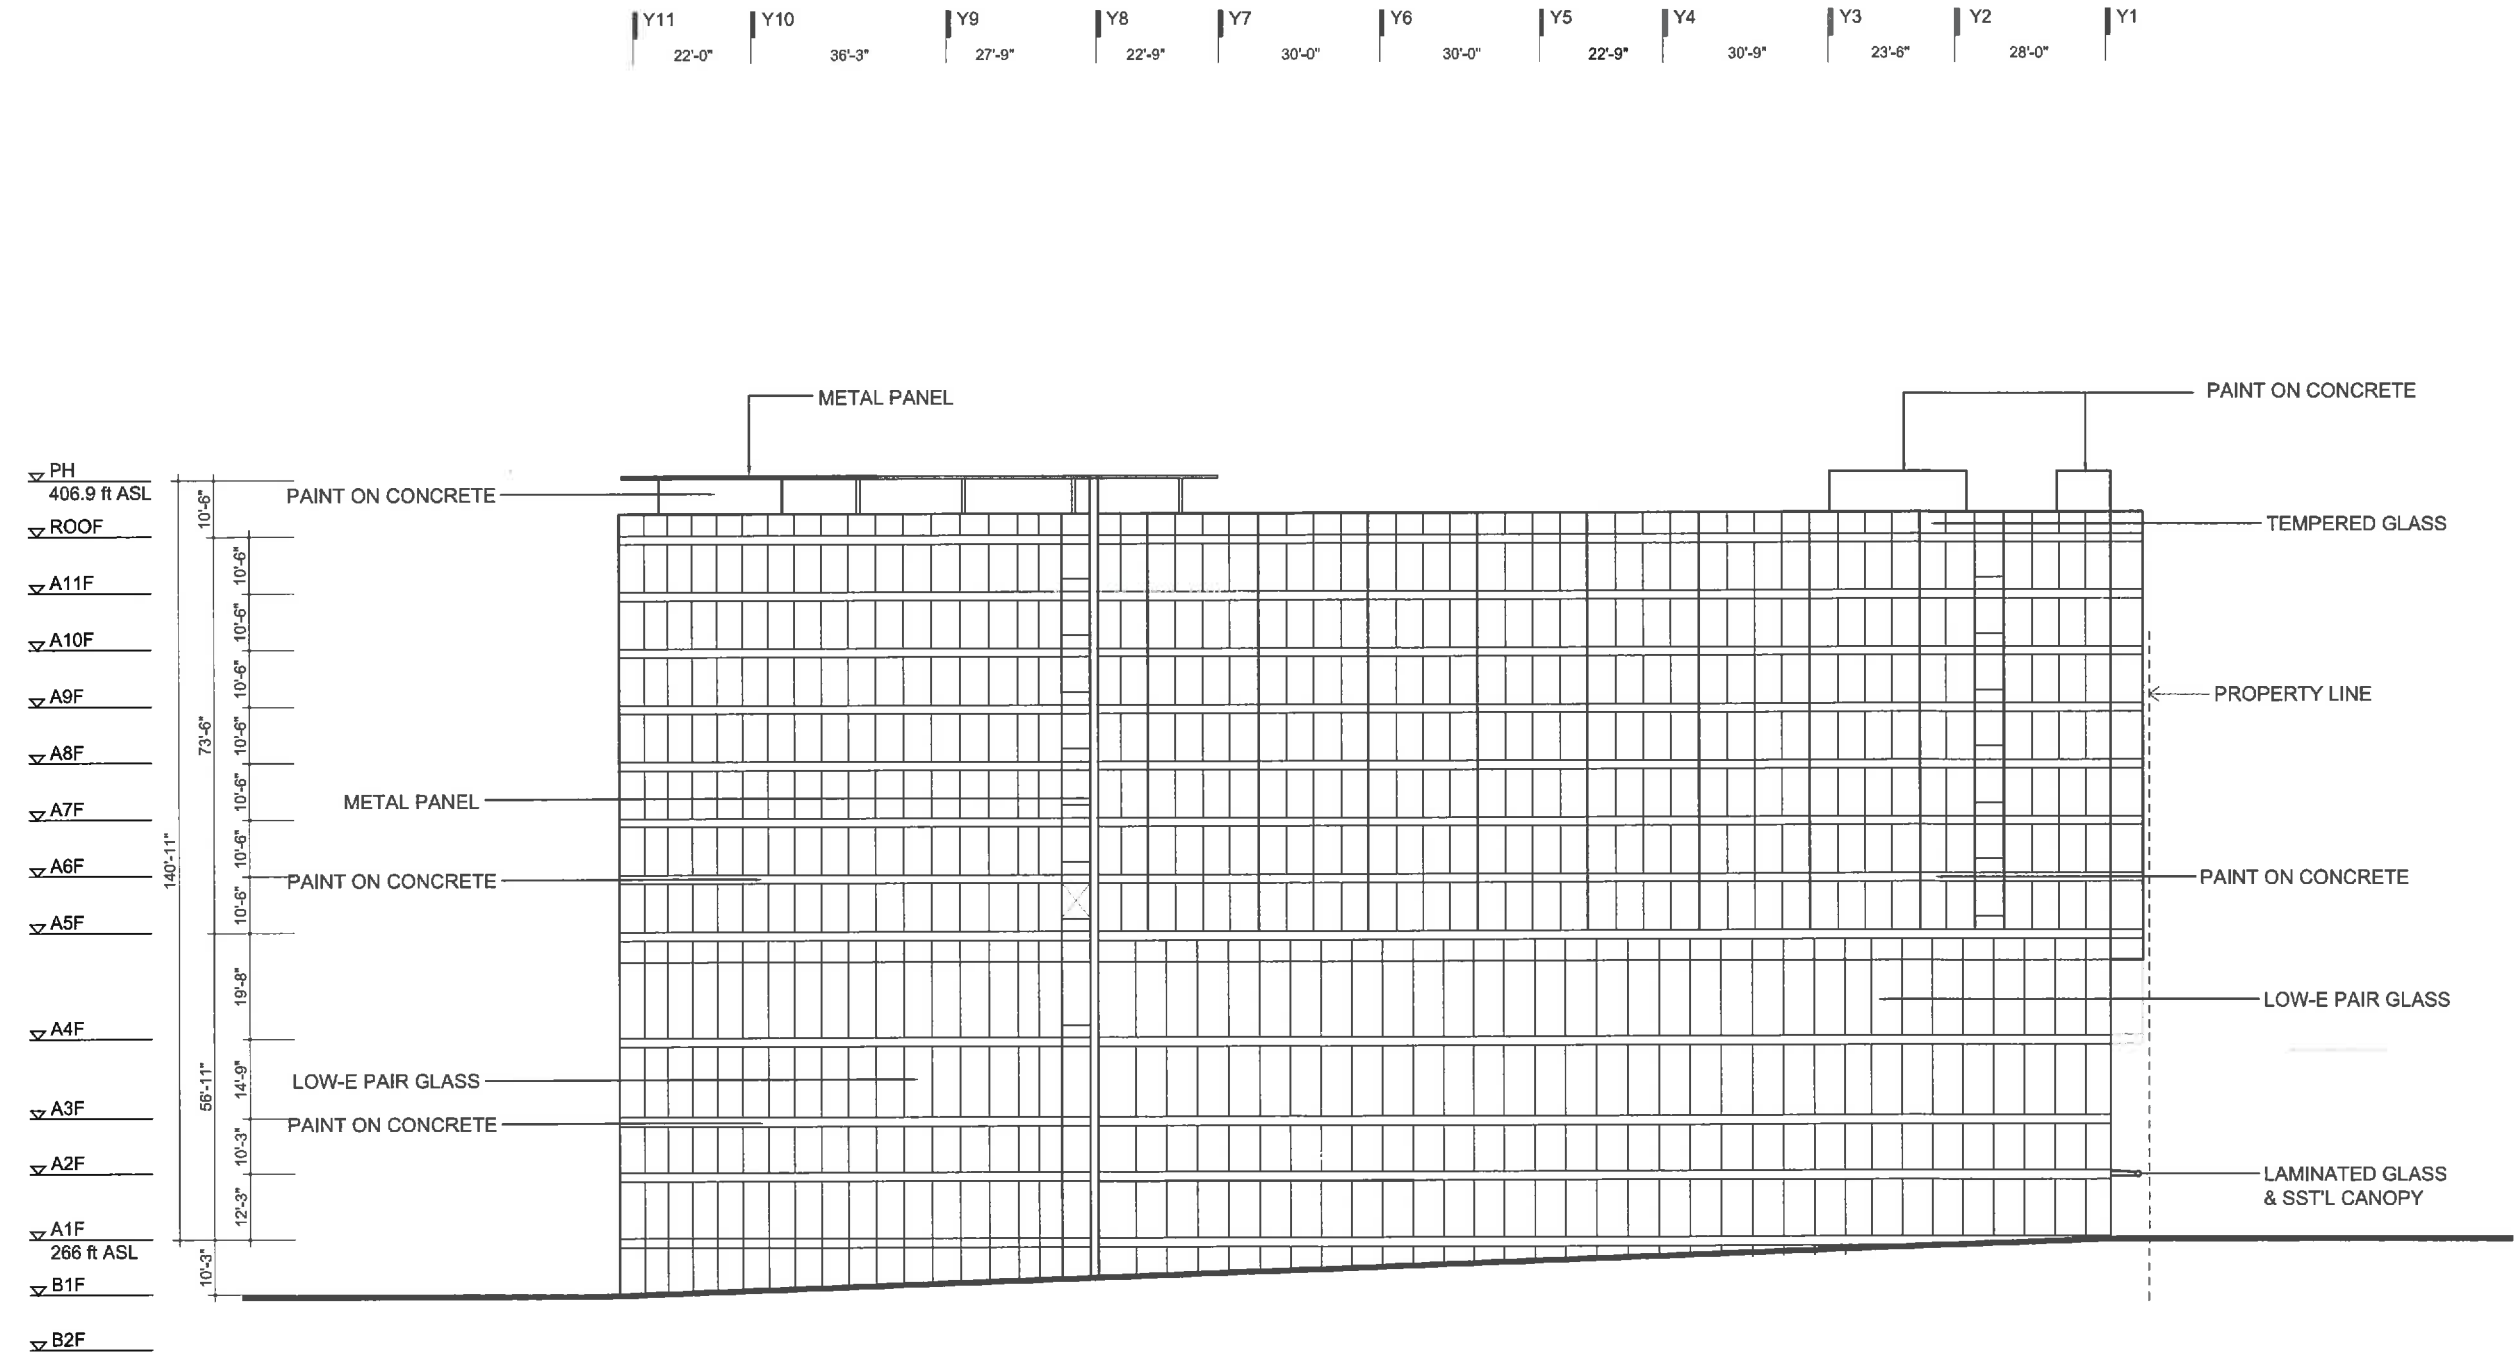 Y11 Y10 Y9 Y8 Y7 Y6 Y5 Y4 Y3 Y2 Y1
22'-0" 36'-3" 27'-9" 22'-9" 30'-0" 30'-0" 22'-9" 30'-9" 23'-6" 28'-0"
METAL PANEL
PAINT ON CONCRETE
PH
406.9 ft ASL
PAINT ON CONCRETE
10'-6"
ROOF
TEMPERED GLASS
10'-6"
A11F
10'-6"
A10F
10'-6"
A9F
PROPERTY LINE
73'-6"
10'-6"
A8F
10'-6"
METAL PANEL
A7F
10'-6"
140'-11"
A6F
PAINT ON CONCRETE
PAINT ON CONCRETE
10'-6"
A5F
19'-8"
LOW-E PAIR GLASS
A4F
56'-11"
14'-9"
LOW-E PAIR GLASS
A3F
PAINT ON CONCRETE
10'-3"
A2F
LAMINATED GLASS
& SST'L CANOPY
12'-3"
A1F
266 ft ASL
10'-3"
B1F
B2F